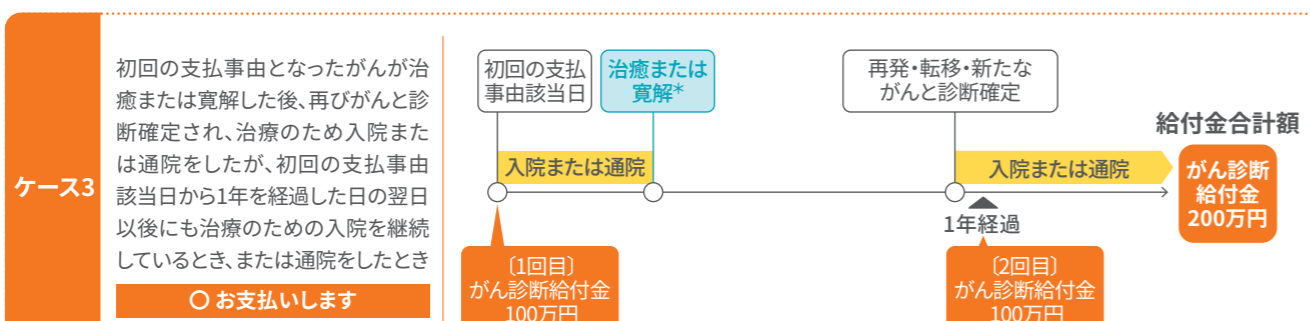 ケース3
初回の支払事由となったがんが治
癒または寛解した後、再びがんと診
断確定され、治療のため入院また
は通院をしたが、初回の支払事由
該当日から1年を経過した日の翌日
以後にも治療のための入院を継続
しているとき、または通院をしたとき
〇 お支払いします
初回の支払
事由該当日
治癒または
寛解*
再発・転移・新たな
がんと診断確定
入院または通院
入院または通院
1年経過
〔1回目〕
がん診断給付金
100万円
〔2回目〕
がん診断給付金
100万円
給付金合計額
がん診断
給付金
200万円